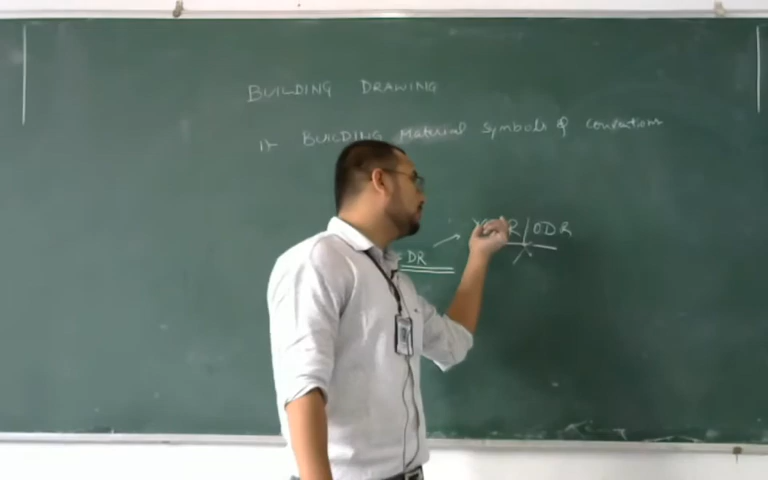 BUILDING DRAWING
1) BUILDING Material Symbols & Conventions
DR R/ODR